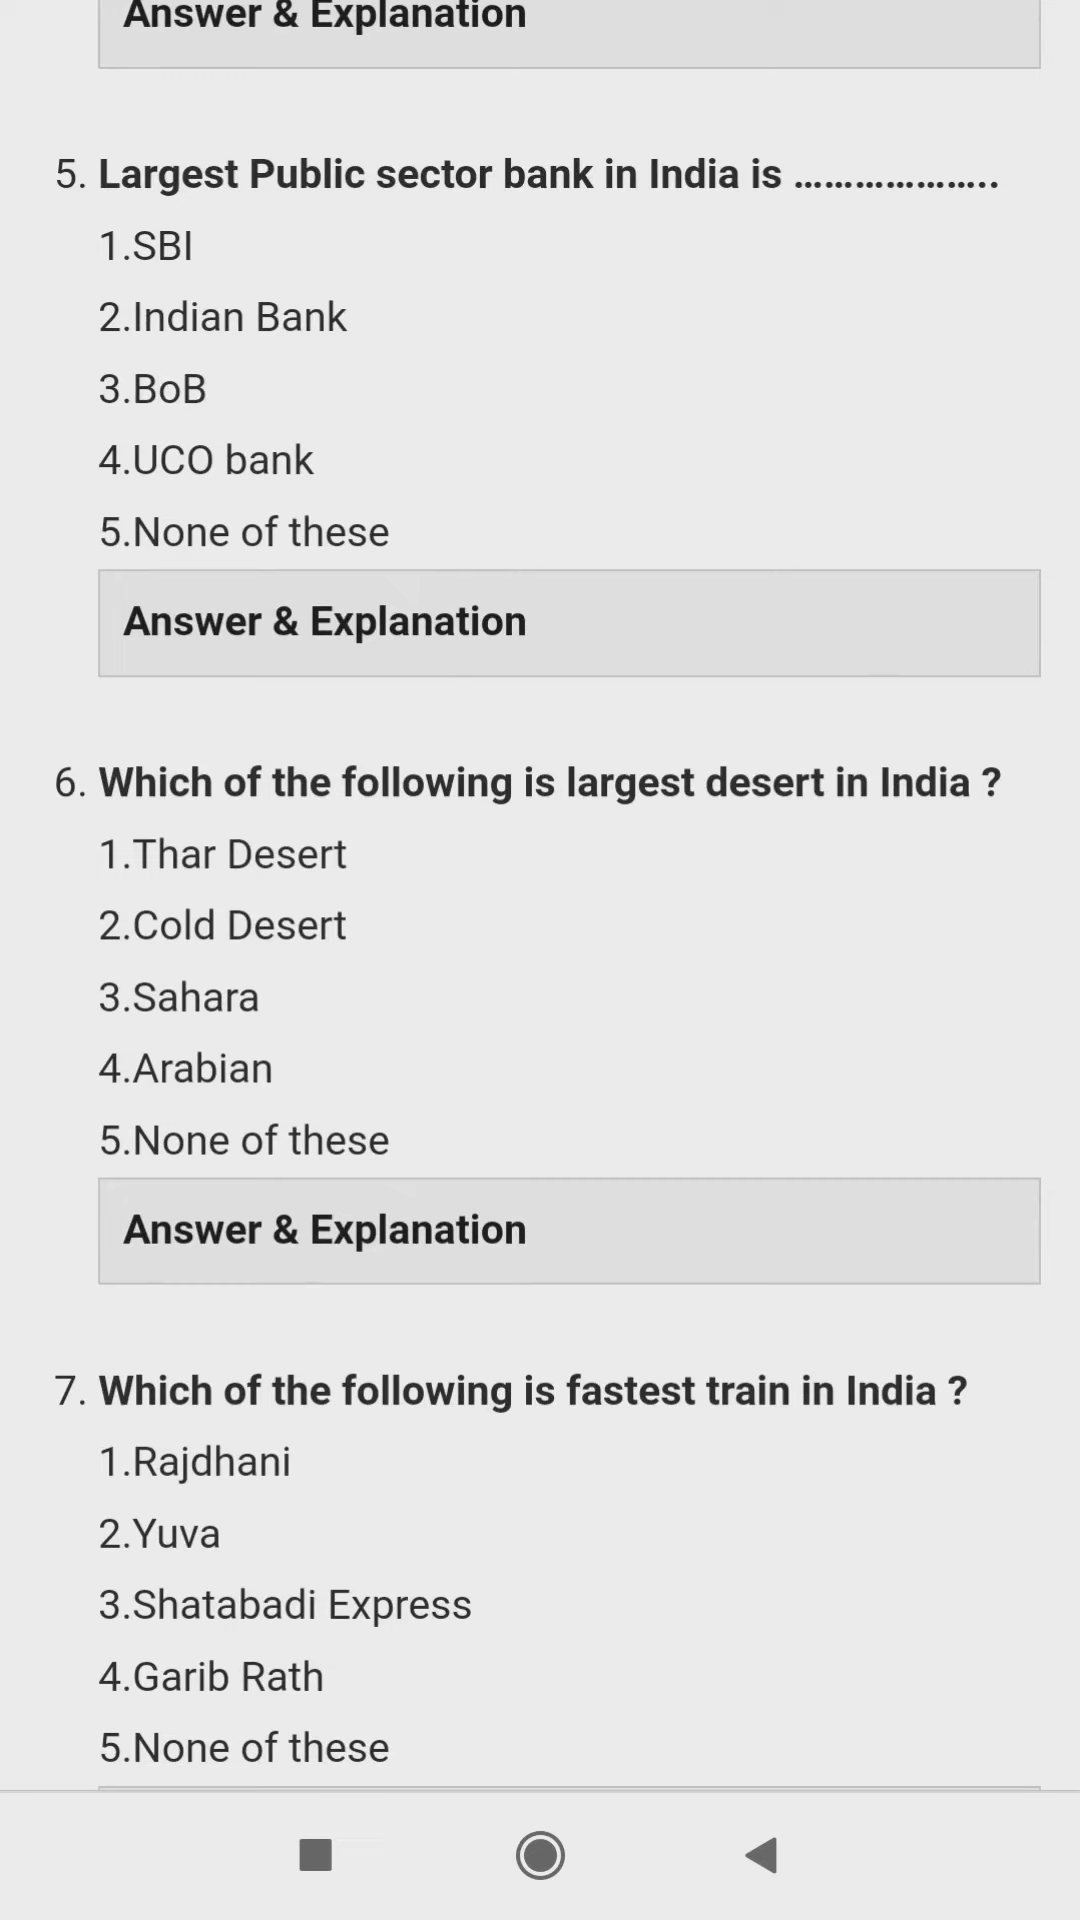 Answer & Explanation
5. Largest Public sector bank in India is ………………..
1.SBI
2.Indian Bank
3.BoB
4.UCO bank
5.None of these
Answer & Explanation
6. Which of the following is largest desert in India ?
1.Thar Desert
2.Cold Desert
3.Sahara
4.Arabian
5.None of these
Answer & Explanation
7. Which of the following is fastest train in India ?
1.Rajdhani
2.Yuva
3.Shatabadi Express
4.Garib Rath
5.None of these